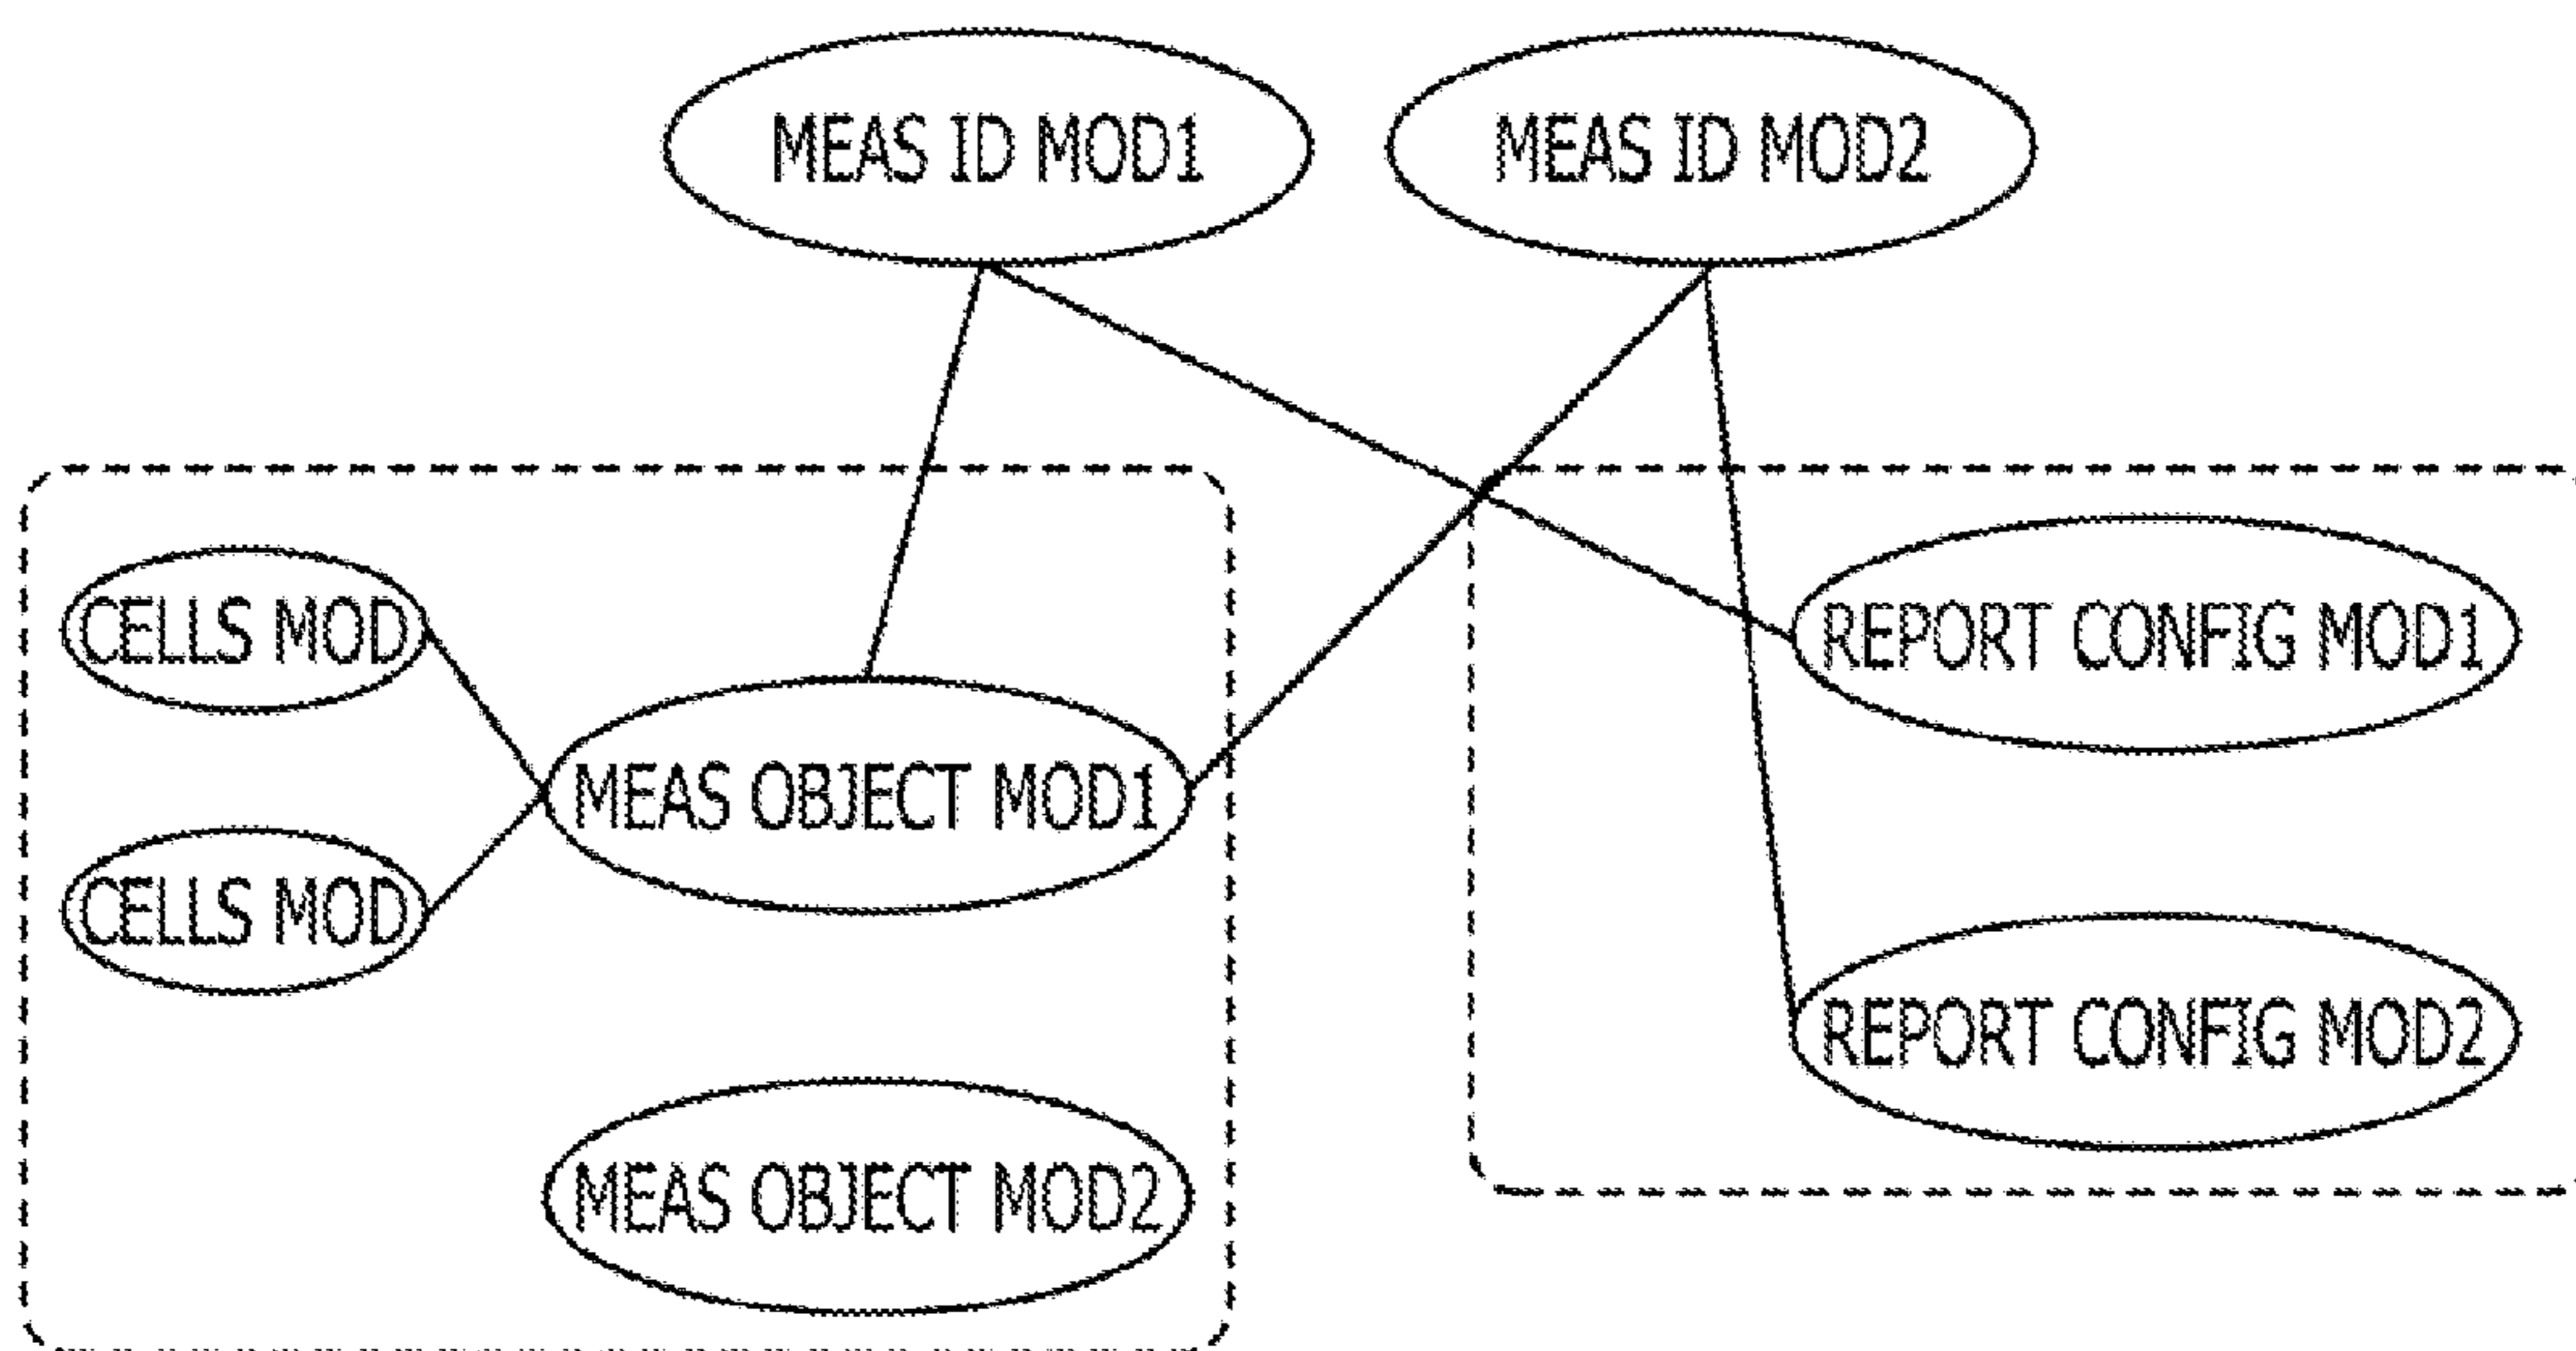 MEAS ID MOD1
MEAS ID MOD2
CELLS MOD
REPORT CONFIG MOD1
MEAS OBJECT MOD1
CELLS MOD
REPORT CONFIG MOD2
MEAS OBJECT MOD2